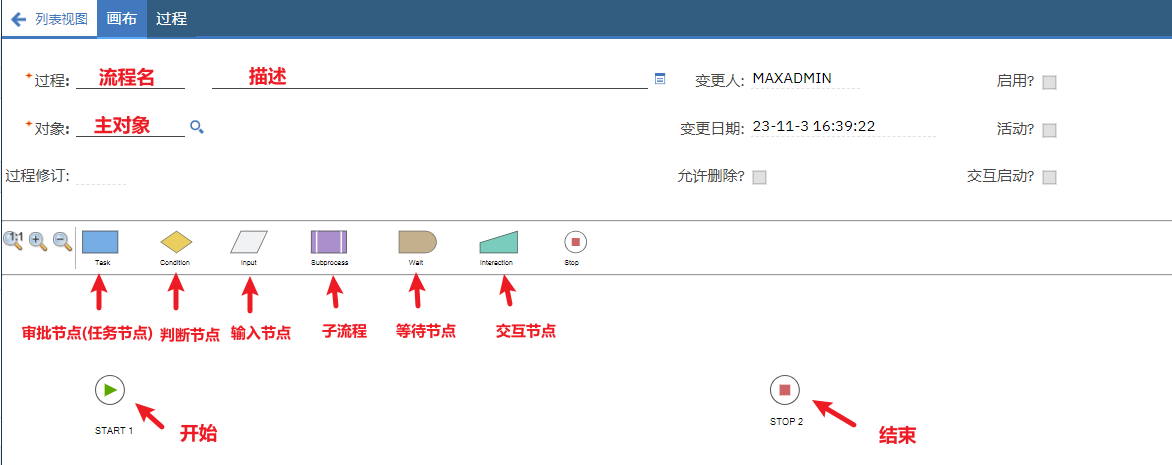 列表视图 画布 过程
过程: 流程名 描述 变更人: MAXADMIN 启用?
对象: 主对象 变更日期: 23-11-3 16:39:22 活动?
过程修订: 允许删除? 交互启动?
1:1
Task Condition Input Subprocess Wait Interaction Stop
审批节点(任务节点) 判断节点 输入节点 子流程 等待节点 交互节点
START 1 开始 STOP 2 结束